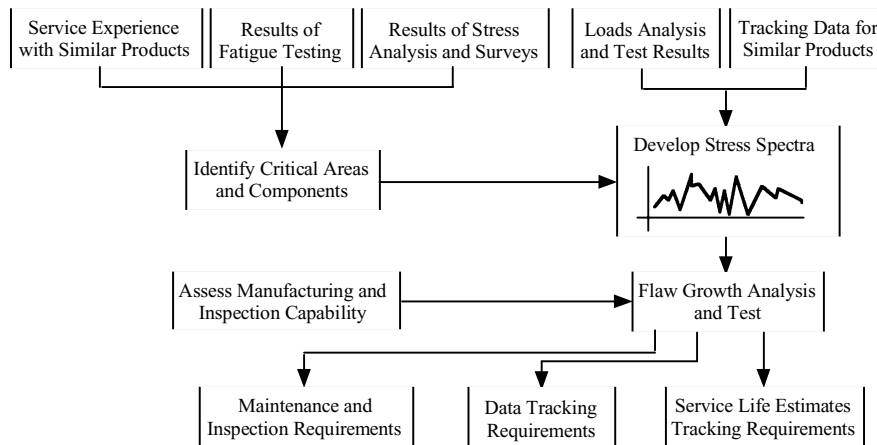 Service Experience
with Similar Products
Results of
Fatigue Testing
Results of Stress
Analysis and Surveys
Loads Analysis
and Test Results
Tracking Data for
Similar Products
Identify Critical Areas
and Components
Develop Stress Spectra
Assess Manufacturing and
Inspection Capability
Flaw Growth Analysis
and Test
Maintenance and
Inspection Requirements
Data Tracking
Requirements
Service Life Estimates
Tracking Requirements